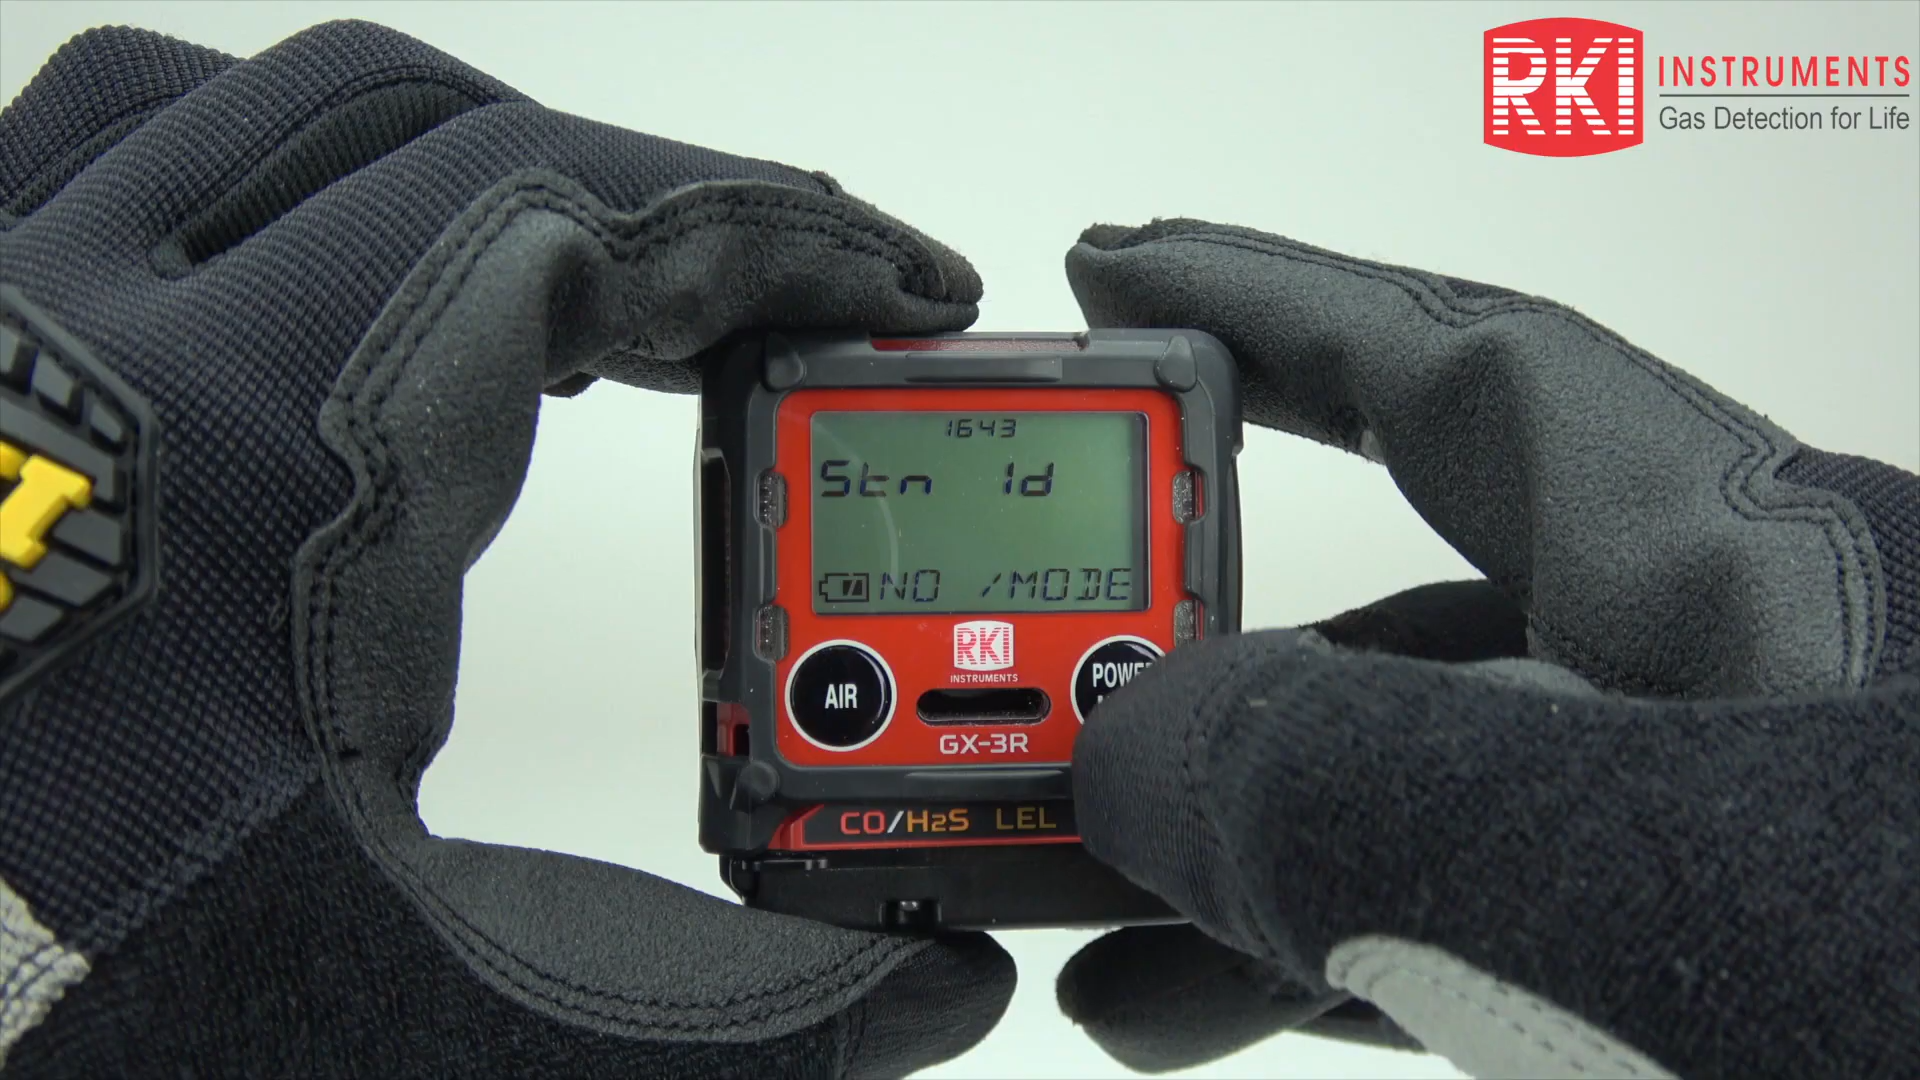 RKI INSTRUMENTS
Gas Detection for Life
1643
Stn Id
NO /MODE
RKI
INSTRUMENTS
AIR
POWER
GX-3R
CO/H2S LEL